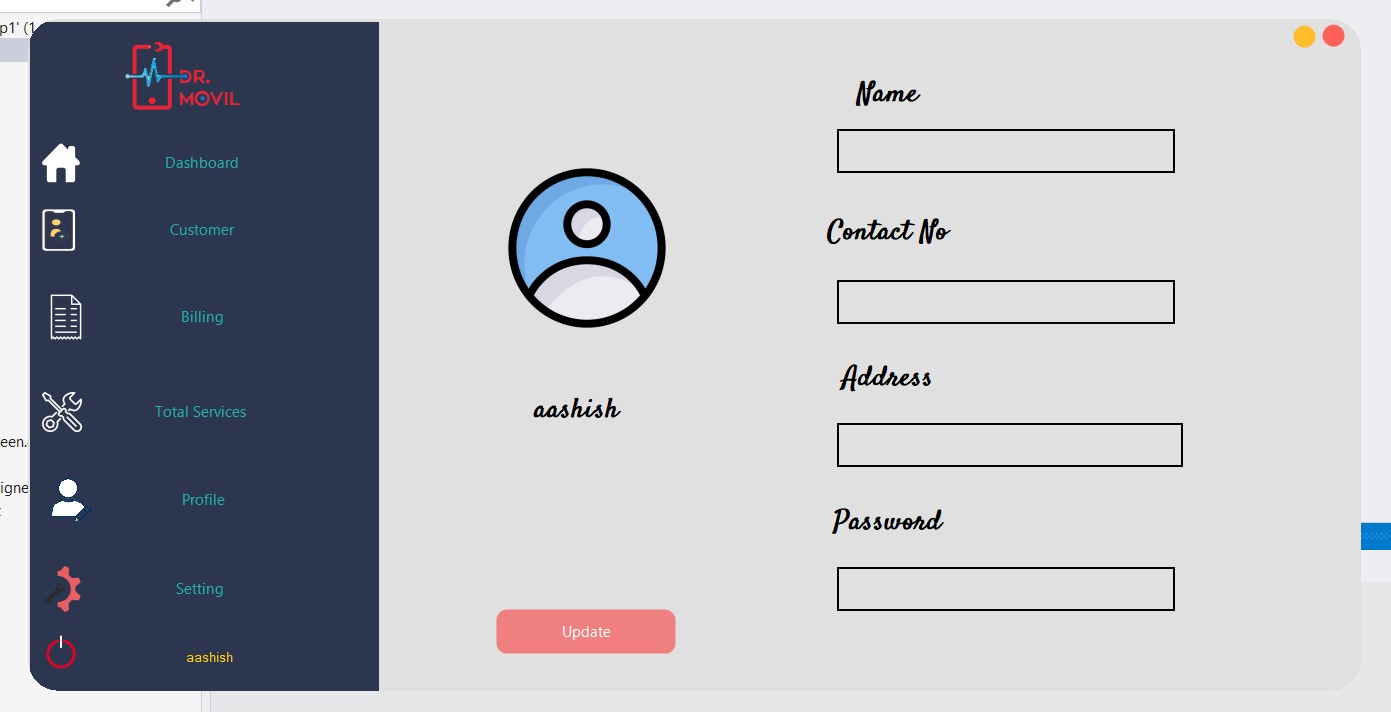 p1' (1
een.
igne
DR.
MOVIL
Dashboard
Customer
Billing
Total Services
Profile
Setting
aashish
aashish
Update
Name
Contact No
Address
Password